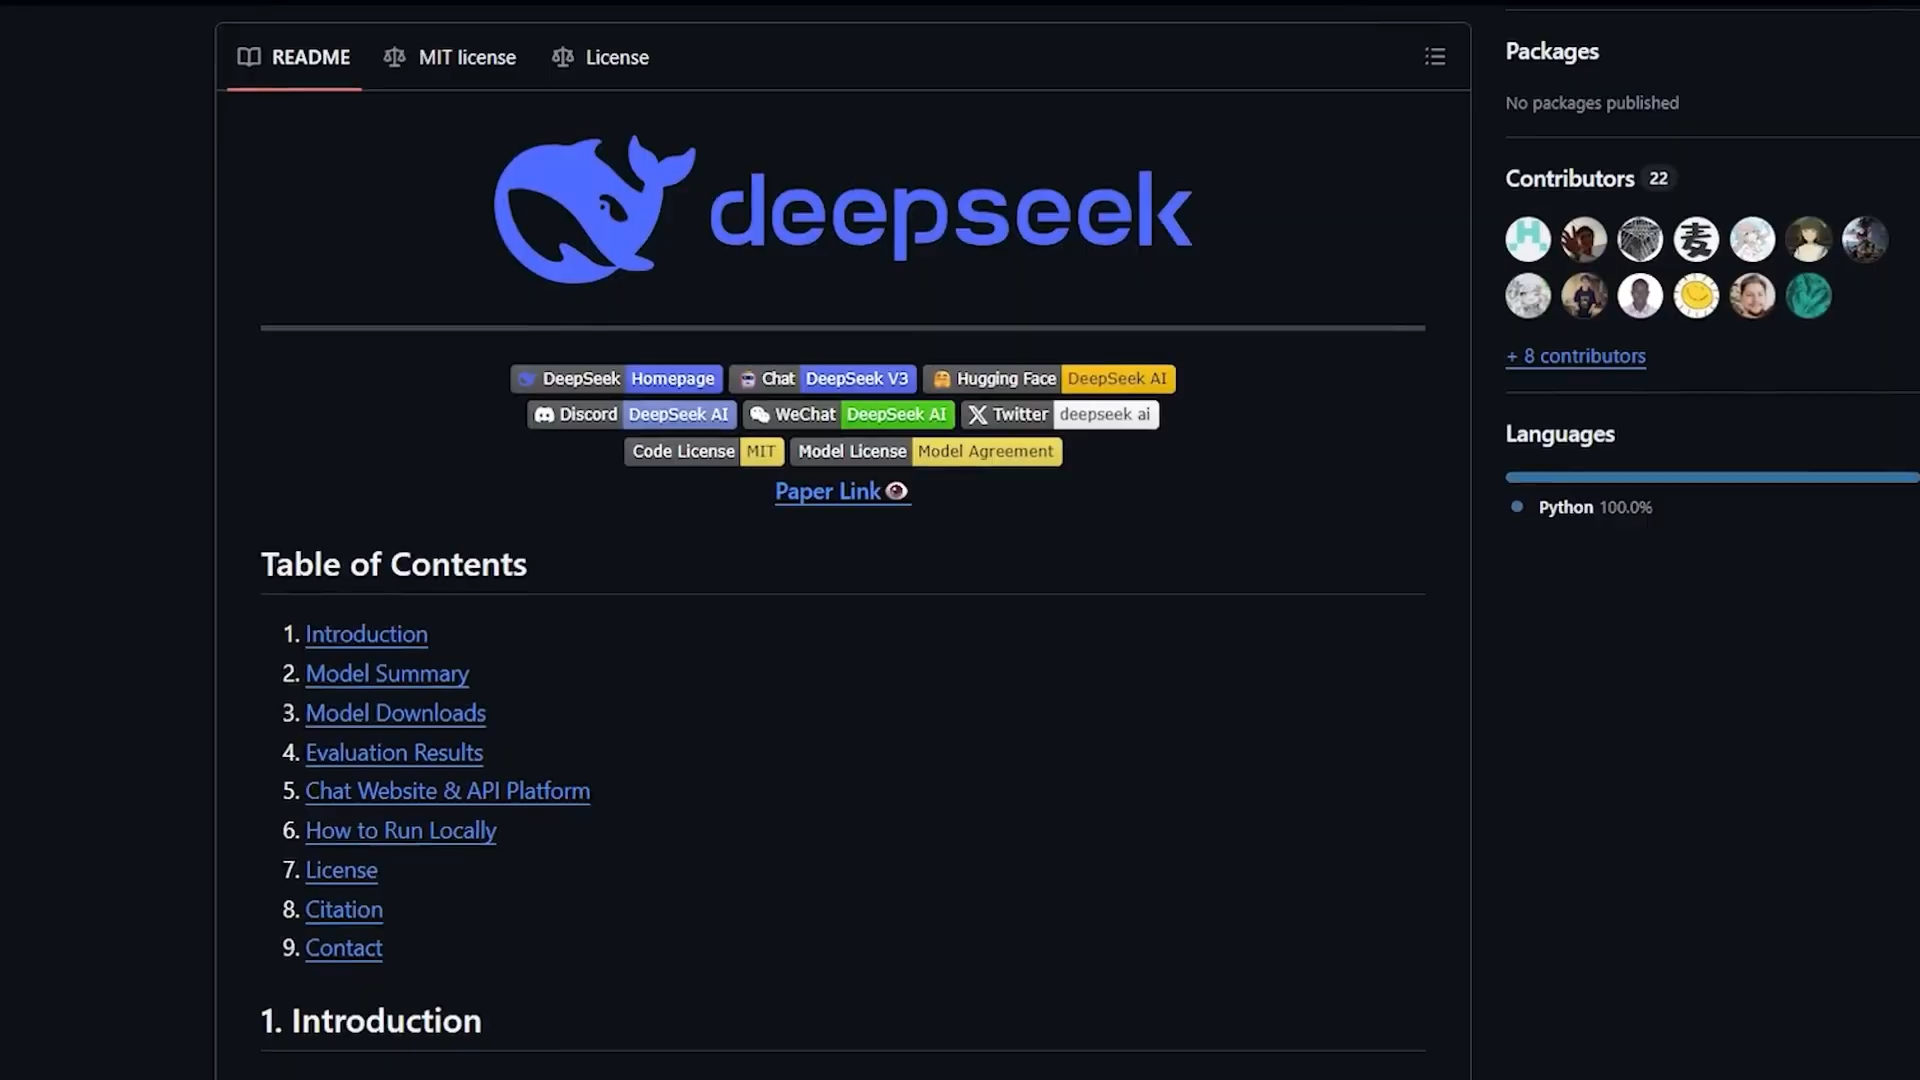 README MIT license License
deepseek
DeepSeek Homepage Chat DeepSeek V3 Hugging Face DeepSeek AI
Discord DeepSeek AI WeChat DeepSeek AI Twitter deepseek ai
Code License MIT Model License Model Agreement
Paper Link
Table of Contents
1. Introduction
2. Model Summary
3. Model Downloads
4. Evaluation Results
5. Chat Website & API Platform
6. How to Run Locally
7. License
8. Citation
9. Contact
1. Introduction
Packages
No packages published
Contributors 22
麦
+ 8 contributors
Languages
Python 100.0%